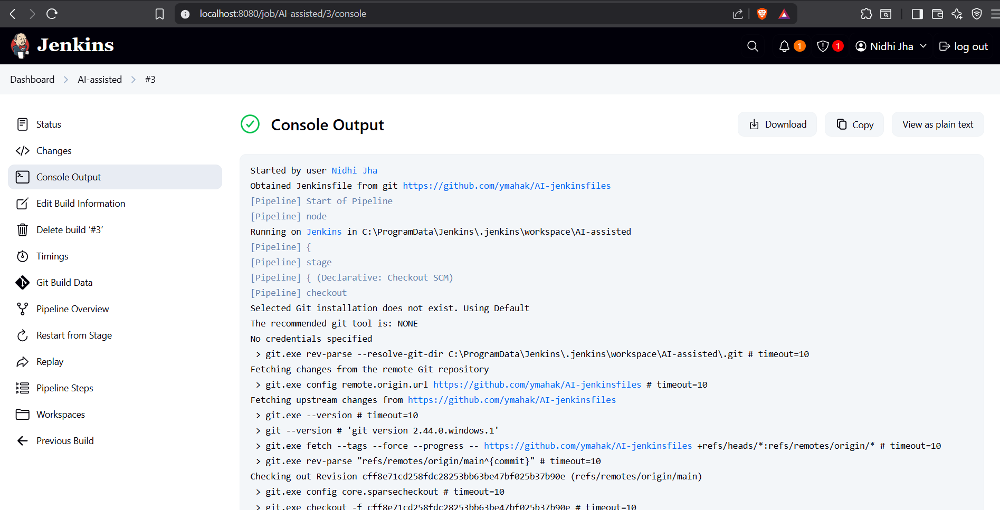 localhost:8080/job/AI-assisted/3/console
Jenkins
1
1
Nidhi Jha
log out
Dashboard
AI-assisted
#3
Status
Changes
Console Output
Edit Build Information
Delete build ‘#3’
Timings
Git Build Data
Pipeline Overview
Restart from Stage
Replay
Pipeline Steps
Workspaces
Previous Build
Console Output
Download
Copy
View as plain text
Started by user Nidhi Jha
Obtained Jenkinsfile from git https://github.com/ymahak/AI-jenkinsfiles
[Pipeline] Start of Pipeline
[Pipeline] node
Running on Jenkins in C:\ProgramData\Jenkins\.jenkins\workspace\AI-assisted
[Pipeline] {
[Pipeline] stage
[Pipeline] { (Declarative: Checkout SCM)
[Pipeline] checkout
Selected Git installation does not exist. Using Default
The recommended git tool is: NONE
No credentials specified
> git.exe rev-parse --resolve-git-dir C:\ProgramData\Jenkins\.jenkins\workspace\AI-assisted\.git # timeout=10
Fetching changes from the remote Git repository
> git.exe config remote.origin.url https://github.com/ymahak/AI-jenkinsfiles # timeout=10
Fetching upstream changes from https://github.com/ymahak/AI-jenkinsfiles
> git.exe --version # timeout=10
> git --version # 'git version 2.44.0.windows.1'
> git.exe fetch --tags --force --progress -- https://github.com/ymahak/AI-jenkinsfiles +refs/heads/*:refs/remotes/origin/* # timeout=10
> git.exe rev-parse "refs/remotes/origin/main^{commit}" # timeout=10
Checking out Revision cff8e71cd258fdc28253bb63be47bf025b37b90e (refs/remotes/origin/main)
> git.exe config core.sparsecheckout # timeout=10
> git.exe checkout -f cff8e71cd258fdc28253bb63be47bf025b37b90e # timeout=10